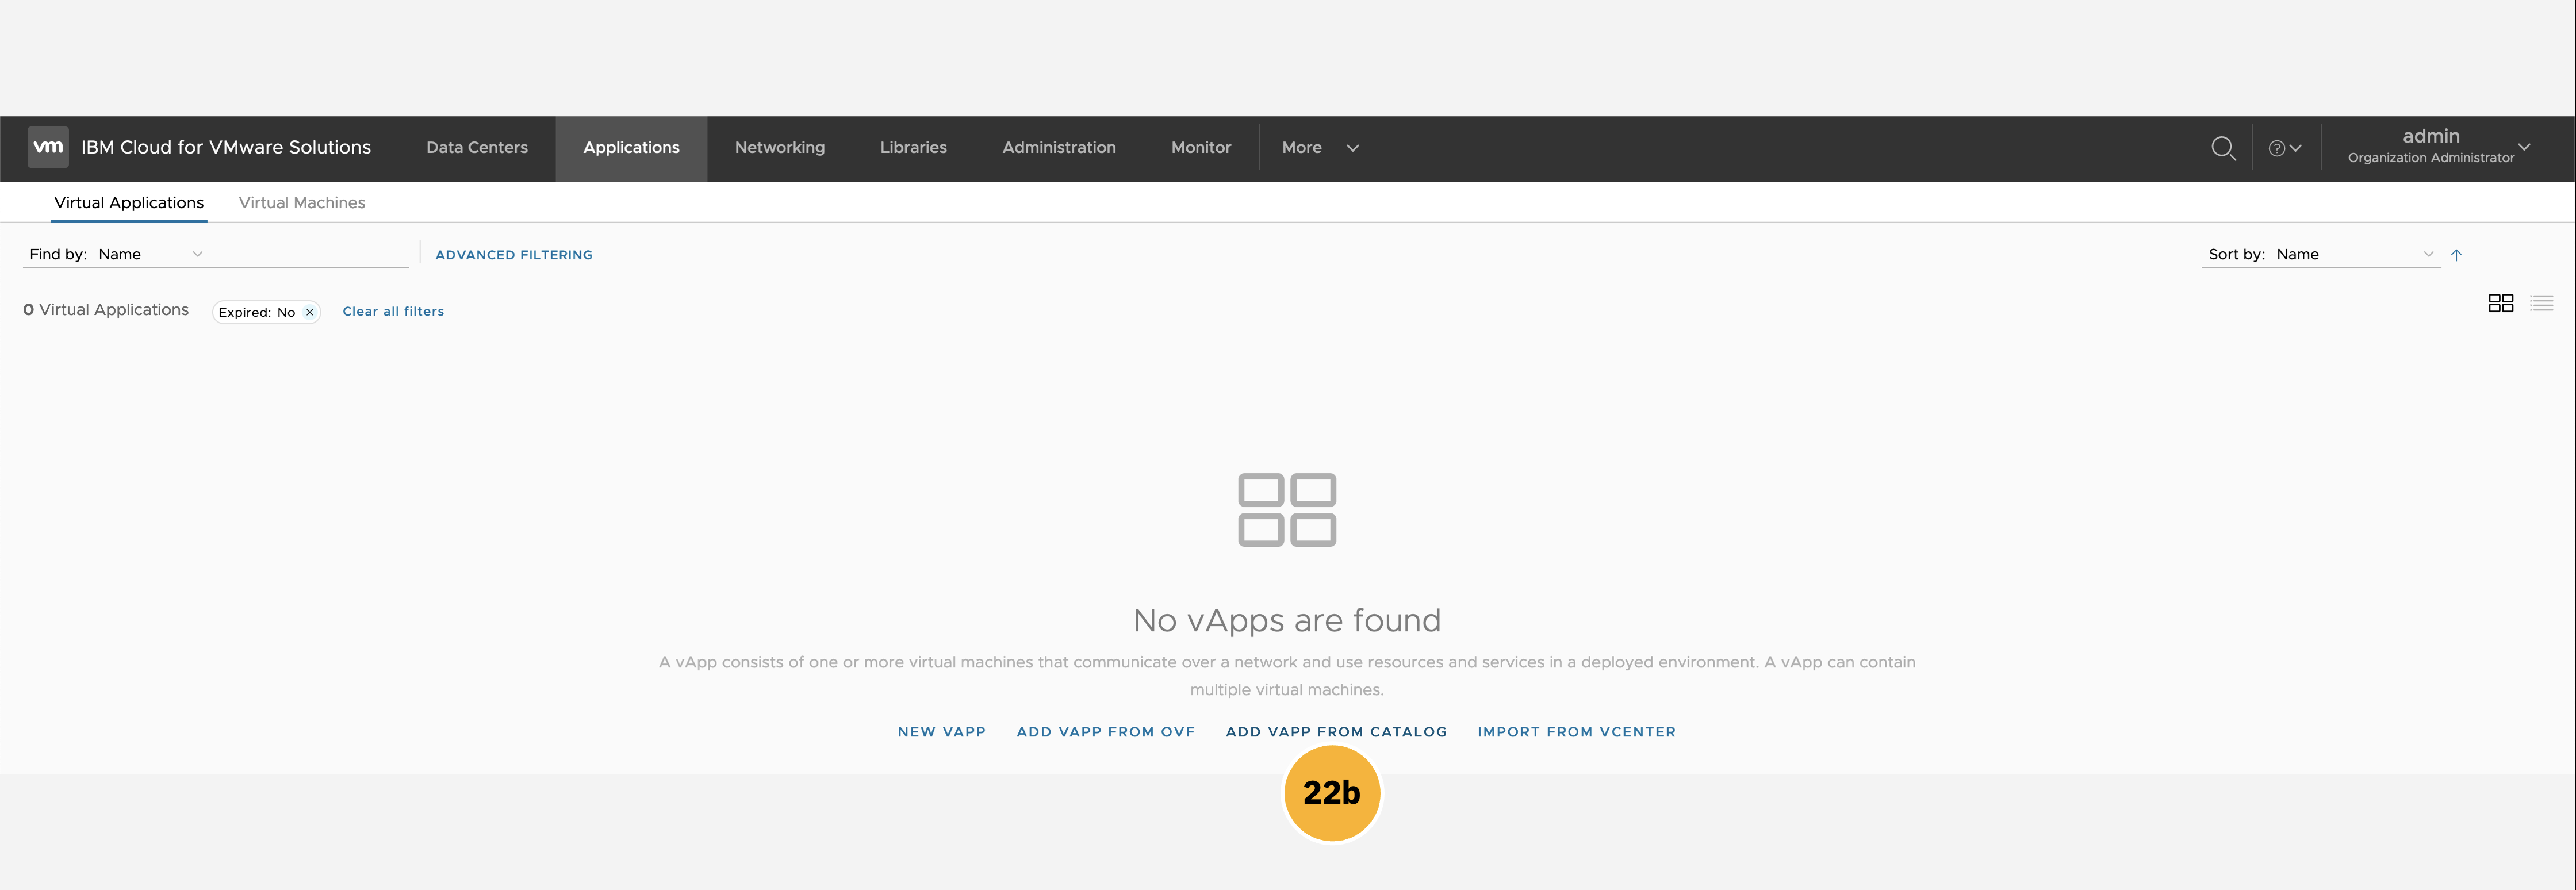 vm IBM Cloud for VMware Solutions Data Centers Applications Networking Libraries Administration Monitor More ? admin
Organization Administrator
Virtual Applications Virtual Machines
Find by: Name ADVANCED FILTERING Sort by: Name
0 Virtual Applications Expired: No × Clear all filters
No vApps are found
A vApp consists of one or more virtual machines that communicate over a network and use resources and services in a deployed environment. A vApp can contain
multiple virtual machines.
NEW VAPP ADD VAPP FROM OVF ADD VAPP FROM CATALOG IMPORT FROM VCENTER
22b